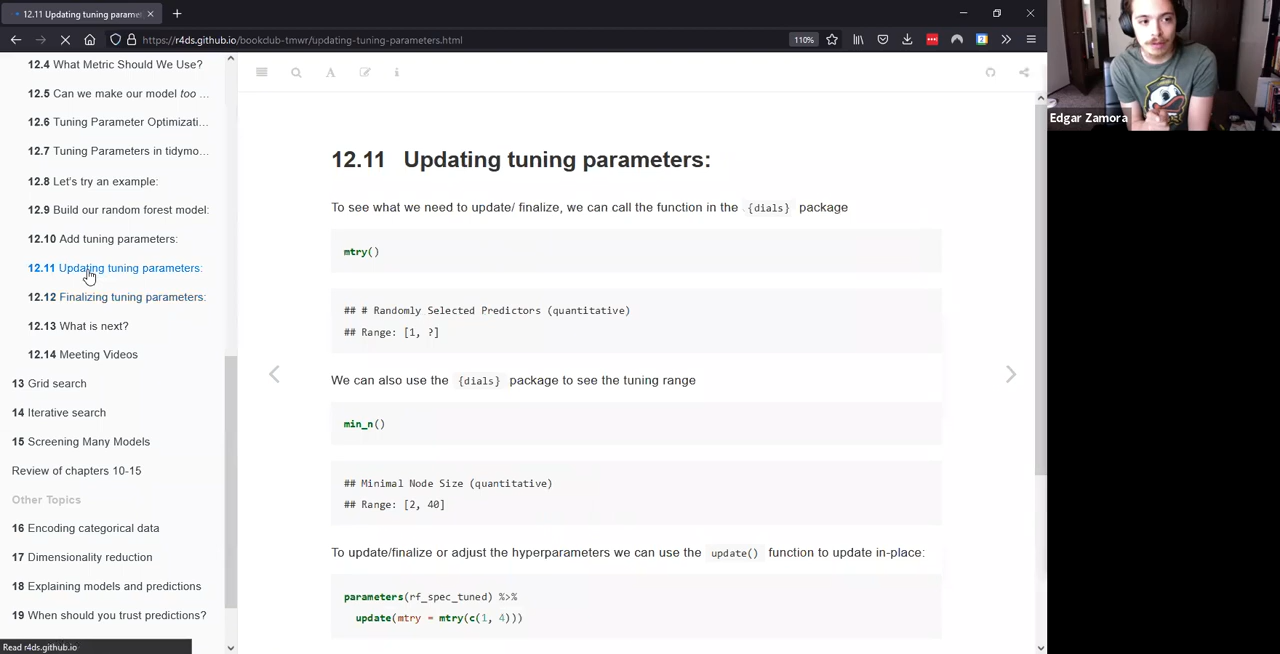 12.11 Updating tuning parame
https://r4ds.github.io/bookclub-tmwr/updating-tuning-parameters.html
110%
12.4 What Metric Should We Use?
12.5 Can we make our model too ...
12.6 Tuning Parameter Optimizati...
12.7 Tuning Parameters in tidymo...
12.8 Let's try an example:
12.9 Build our random forest model:
12.10 Add tuning parameters:
12.11 Updating tuning parameters:
12.12 Finalizing tuning parameters:
12.13 What is next?
12.14 Meeting Videos
13 Grid search
14 Iterative search
15 Screening Many Models
Review of chapters 10-15
Other Topics
16 Encoding categorical data
17 Dimensionality reduction
18 Explaining models and predictions
19 When should you trust predictions?
Read r4ds.github.io
12.11 Updating tuning parameters:
To see what we need to update/ finalize, we can call the function in the {dials} package
mtry()
## # Randomly Selected Predictors (quantitative)
## Range: [1, ?]
We can also use the {dials} package to see the tuning range
min_n()
## Minimal Node Size (quantitative)
## Range: [2, 40]
To update/finalize or adjust the hyperparameters we can use the update() function to update in-place:
parameters(rf_spec_tuned) %>%
update(mtry = mtry(c(1, 4)))
Edgar Zamora